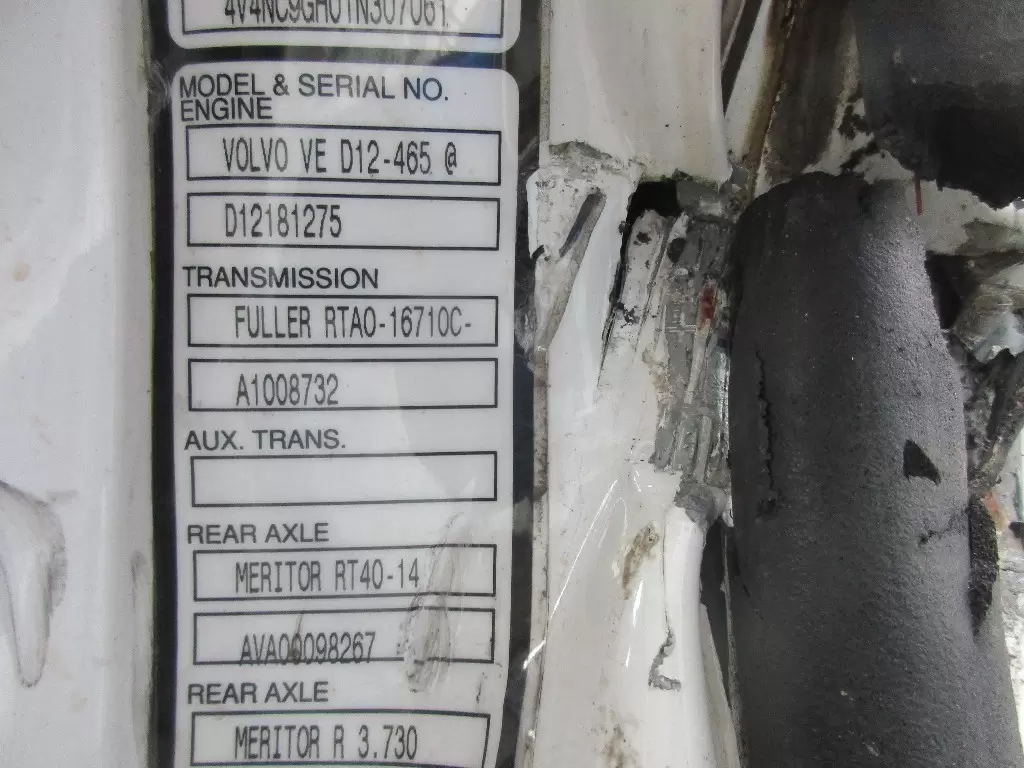 4V4NC9GH01N307061
MODEL & SERIAL NO.
ENGINE
VOLVO VE D12-465 @
D12181275
TRANSMISSION
FULLER RTAO-16710C-
A1008732
AUX. TRANS.
REAR AXLE
MERITOR RT40-14
AVA00098267
REAR AXLE
MERITOR R 3.730